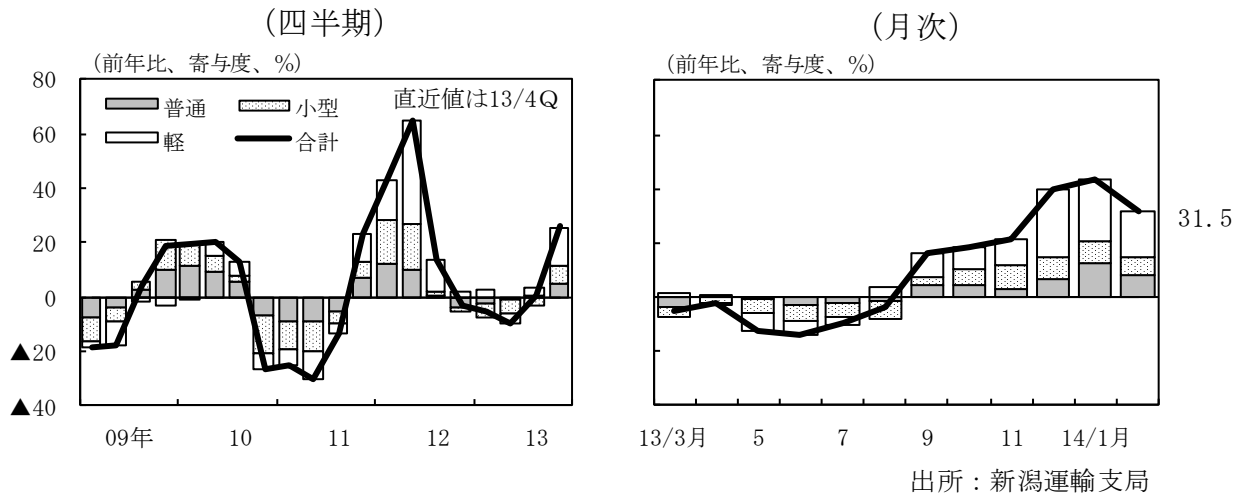 (四半期)
(前年比、寄与度、%)
80
60
40
20
0
▲20
▲40
普通
小型
軽
合計
直近値は13/4Q
09年 10 11 12 13
(月次)
(前年比、寄与度、%)
31.5
13/3月 5 7 9 11 14/1月
出所：新潟運輸支局